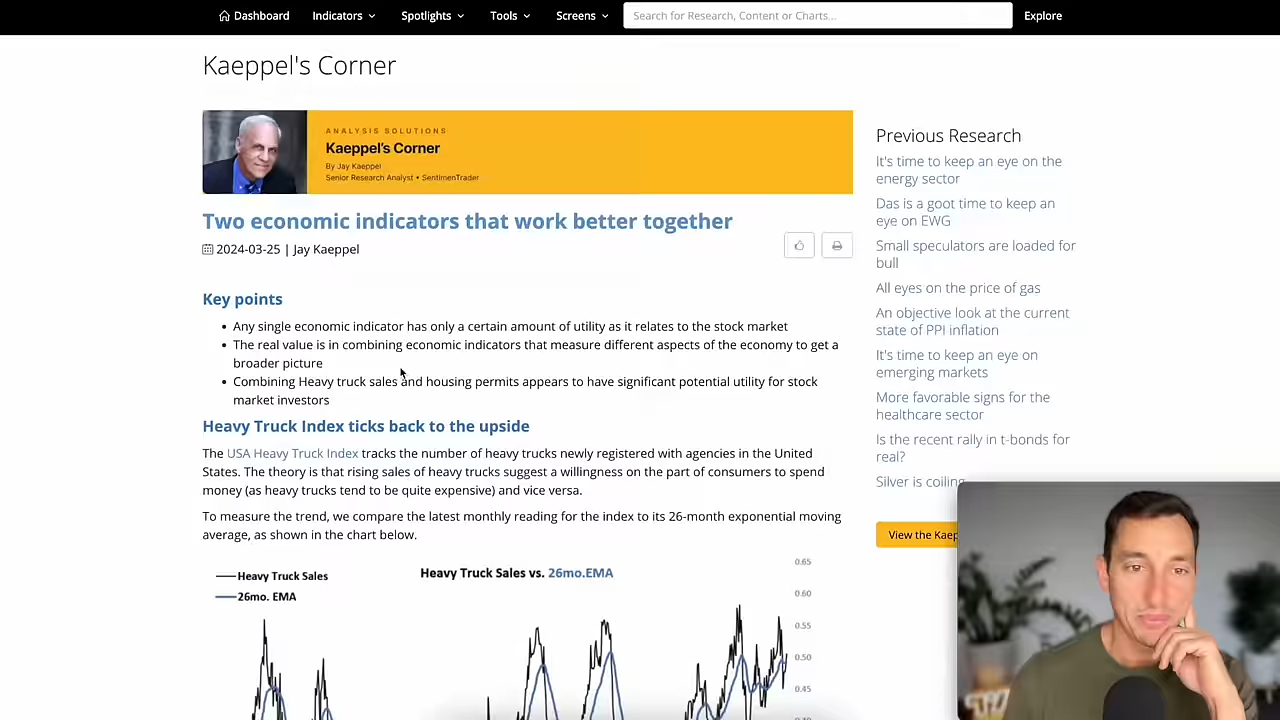 Dashboard
Indicators
Spotlights
Tools
Screens
Search for Research, Content or Charts...
Explore
Kaeppel's Corner
ANALYSIS SOLUTIONS
Kaeppel's Corner
By Jay Kaeppel
Senior Research Analyst • SentimenTrader
Two economic indicators that work better together
2024-03-25 | Jay Kaeppel
Key points
• Any single economic indicator has only a certain amount of utility as it relates to the stock market
• The real value is in combining economic indicators that measure different aspects of the economy to get a
broader picture
• Combining Heavy truck sales and housing permits appears to have significant potential utility for stock
market investors
Heavy Truck Index ticks back to the upside
The USA Heavy Truck Index tracks the number of heavy trucks newly registered with agencies in the United
States. The theory is that rising sales of heavy trucks suggest a willingness on the part of consumers to spend
money (as heavy trucks tend to be quite expensive) and vice versa.
To measure the trend, we compare the latest monthly reading for the index to its 26-month exponential moving
average, as shown in the chart below.
Heavy Truck Sales
26mo. EMA
Heavy Truck Sales vs. 26mo.EMA
0.65
0.60
0.55
0.50
0.45
Previous Research
It's time to keep an eye on the
energy sector
Das is a goot time to keep an
eye on EWG
Small speculators are loaded for
bull
All eyes on the price of gas
An objective look at the current
state of PPI inflation
It's time to keep an eye on
emerging markets
More favorable signs for the
healthcare sector
Is the recent rally in t-bonds for
real?
Silver is coiling
View the Kaep